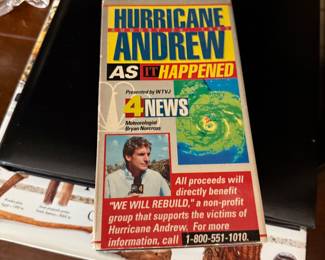 HURRICANE
ANDREW
AS IT HAPPENED
Presented by WTVJ
4 NEWS
Meteorologist
Bryan Norcross
All proceeds will
directly benefit
"WE WILL REBUILD," a non-profit
group that supports the victims of
Hurricane Andrew. For more
information, call 1-800-551-1010.